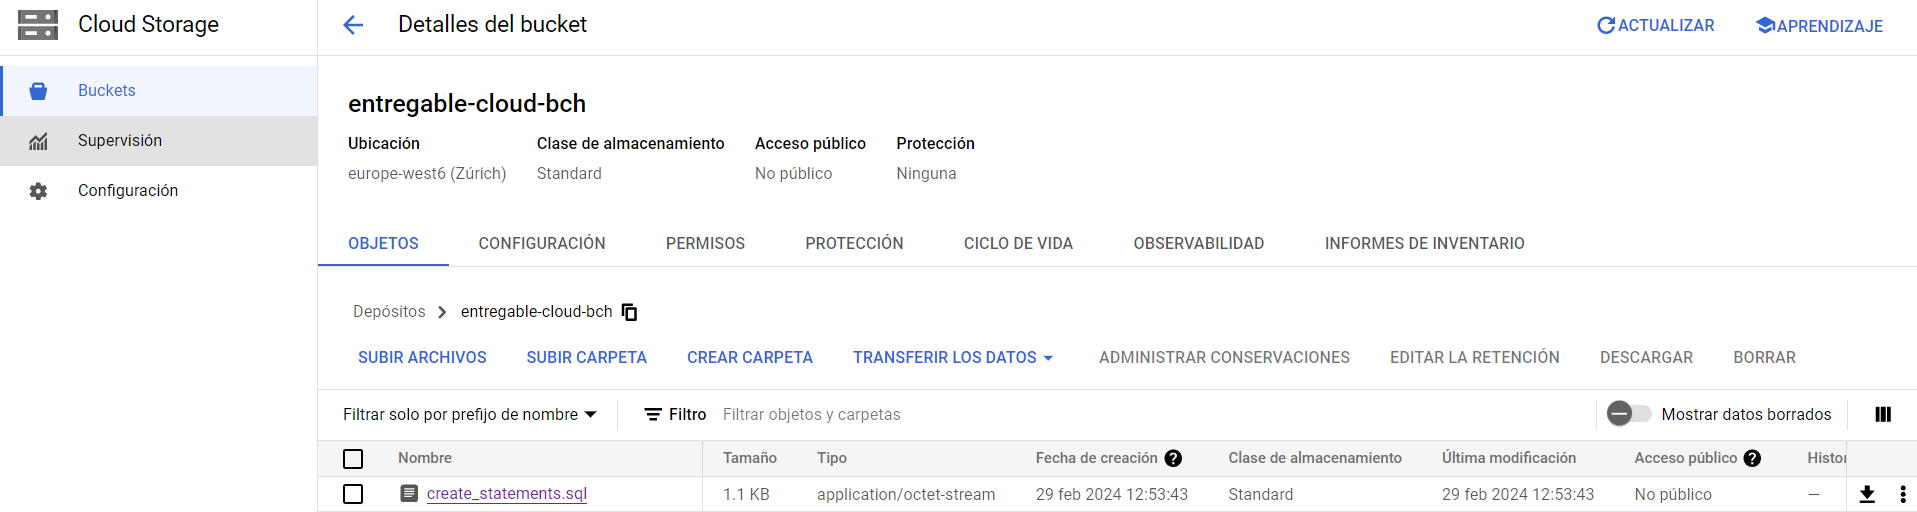 Cloud Storage
Detalles del bucket
ACTUALIZAR
APRENDIZAJE
Buckets
Supervisión
Configuración
entregable-cloud-bch
Ubicación Clase de almacenamiento Acceso público Protección
europe-west6 (Zúrich) Standard No público Ninguna
OBJETOS CONFIGURACIÓN PERMISOS PROTECCIÓN CICLO DE VIDA OBSERVABILIDAD INFORMES DE INVENTARIO
Depósitos entregable-cloud-bch
SUBIR ARCHIVOS SUBIR CARPETA CREAR CARPETA TRANSFERIR LOS DATOS ADMINISTRAR CONSERVACIONES EDITAR LA RETENCIÓN DESCARGAR BORRAR
Filtrar solo por prefijo de nombre Filtro Filtrar objetos y carpetas Mostrar datos borrados
Nombre Tamaño Tipo Fecha de creación Clase de almacenamiento Última modificación Acceso público Histor
create_statements.sql 1.1 KB application/octet-stream 29 feb 2024 12:53:43 Standard 29 feb 2024 12:53:43 No público —